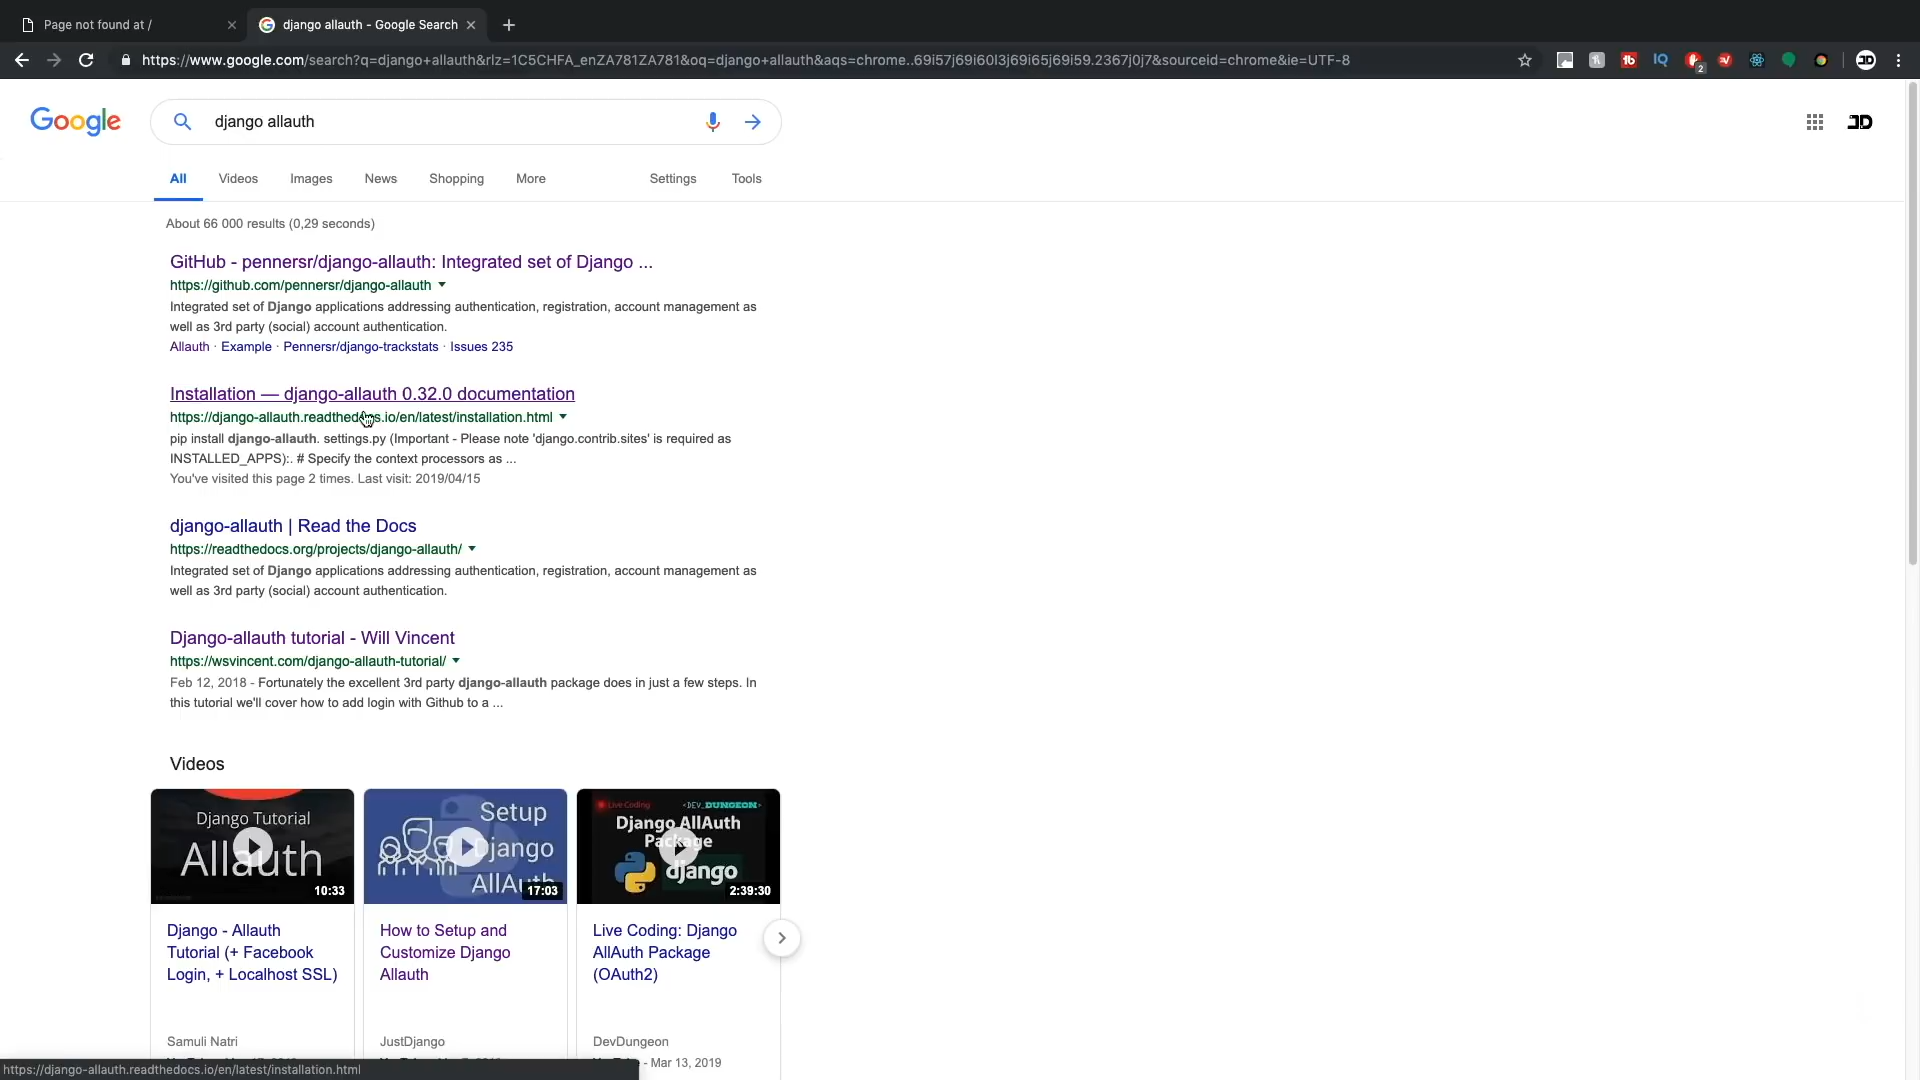 Page not found at /
django allauth - Google Search
https://www.google.com/search?q=django+allauth&rlz=1C5CHFA_enZA781ZA781&oq=django+allauth&aqs=chrome..69i57j69i60l3j69i65j69i59.2367j0j7&sourceid=chrome&ie=UTF-8
2
Google
django allauth
JD
All Videos Images News Shopping More Settings Tools
About 66 000 results (0,29 seconds)
GitHub - pennersr/django-allauth: Integrated set of Django ...
https://github.com/pennersr/django-allauth
Integrated set of Django applications addressing authentication, registration, account management as
well as 3rd party (social) account authentication.
Allauth · Example · Pennersr/django-trackstats · Issues 235
Installation — django-allauth 0.32.0 documentation
https://django-allauth.readthedocs.io/en/latest/installation.html
pip install django-allauth. settings.py (Important - Please note 'django.contrib.sites' is required as
INSTALLED_APPS):. # Specify the context processors as ...
You've visited this page 2 times. Last visit: 2019/04/15
django-allauth | Read the Docs
https://readthedocs.org/projects/django-allauth/
Integrated set of Django applications addressing authentication, registration, account management as
well as 3rd party (social) account authentication.
Django-allauth tutorial - Will Vincent
https://wsvincent.com/django-allauth-tutorial/
Feb 12, 2018 - Fortunately the excellent 3rd party django-allauth package does in just a few steps. In
this tutorial we'll cover how to add login with Github to a ...
Videos
Django Tutorial
Allauth
10:33
Setup
Django
AllAuth
17:03
Live Coding
<DEV_DUNGEON>
Django AllAuth
Package
django
2:39:30
Django - Allauth
Tutorial (+ Facebook
Login, + Localhost SSL)
Samuli Natri
How to Setup and
Customize Django
Allauth
JustDjango
Live Coding: Django
AllAuth Package
(OAuth2)
DevDungeon
- Mar 13, 2019
https://django-allauth.readthedocs.io/en/latest/installation.html